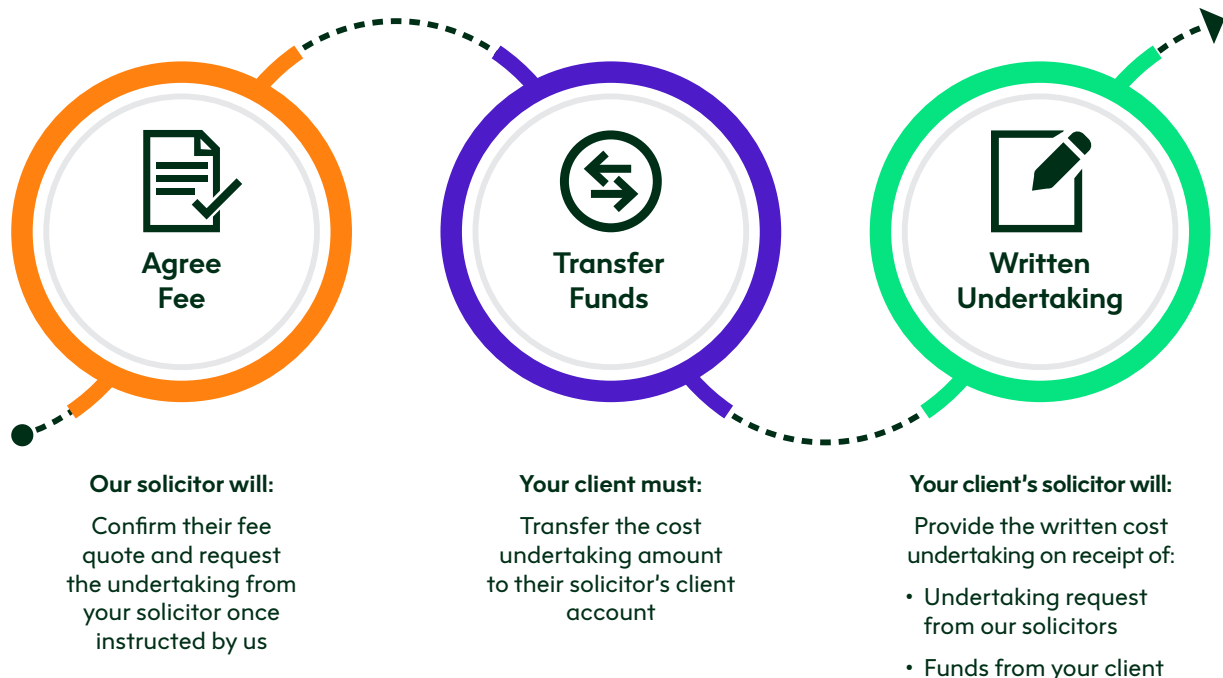 Agree
Fee
Transfer
Funds
Written
Undertaking
Our solicitor will:
Confirm their fee
quote and request
the undertaking from
your solicitor once
instructed by us
Your client must:
Transfer the cost
undertaking amount
to their solicitor's client
account
Your client's solicitor will:
Provide the written cost
undertaking on receipt of:
• Undertaking request
from our solicitors
• Funds from your client